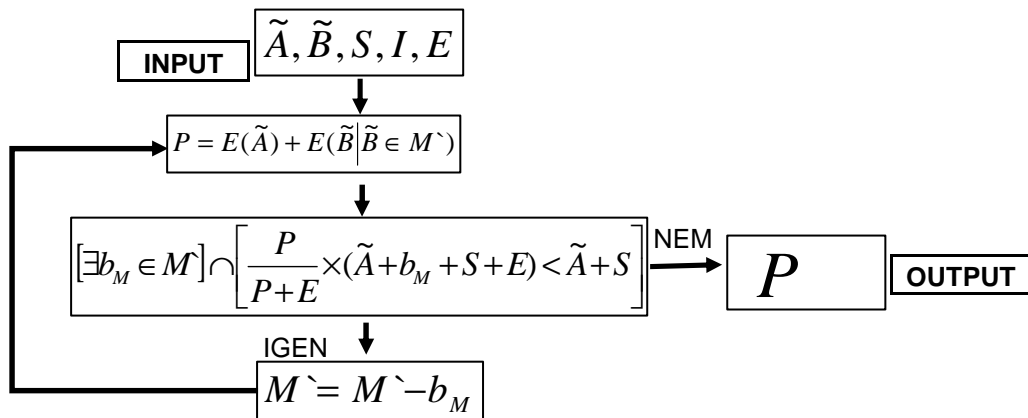 INPUT
Ã, B̃, S, I, E
P = E(Ã) + E(B̃|B̃ ∈ M`)
[∃b_M ∈ M`] ∩ [P/(P+E) × (Ã + b_M + S + E) < Ã + S]
NEM
P
OUTPUT
IGEN
M` = M` − b_M